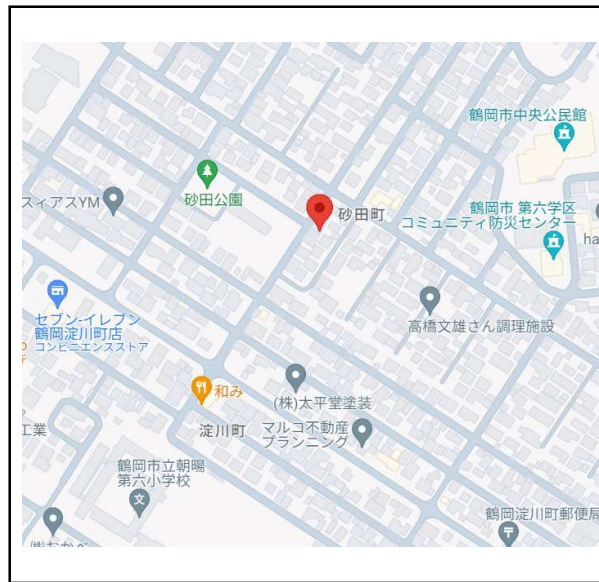 鶴岡市中央公民館
砂田公園
スィアスYM
砂田町
鶴岡市 第六学区
コミュニティ防災センター
ha
セブン-イレブン
鶴岡淀川町店
コンビニエンスストア
高橋文雄さん調理施設
和み
(株)太平堂塗装
淀川町
マルコ不動産
プランニング
工業
鶴岡市立朝暘
第六小学校
文
鶴岡淀川町郵便局